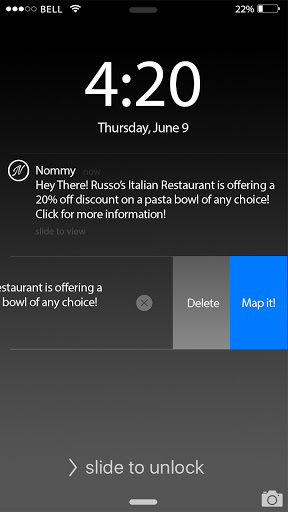 BELL 22%
4:20
Thursday, June 9
Nommy now
Hey There! Russo's Italian Restaurant is offering a
20% off discount on a pasta bowl of any choice!
Click for more information!
slide to view
estaurant is offering a
bowl of any choice!
Delete Map it!
slide to unlock